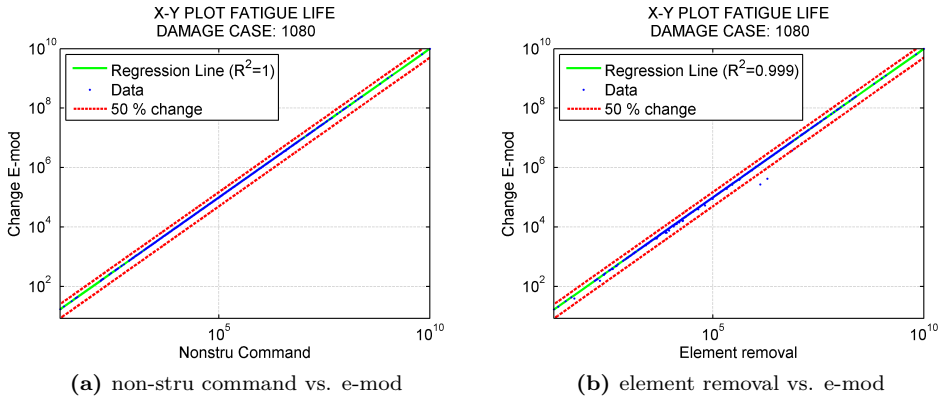 X-Y PLOT FATIGUE LIFE
DAMAGE CASE: 1080
10^10
10^8
10^6
10^4
10^2
Change E-mod
Regression Line (R^2=1)
Data
50 % change
10^5
10^10
Nonstru Command
(a) non-stru command vs. e-mod
X-Y PLOT FATIGUE LIFE
DAMAGE CASE: 1080
10^10
10^8
10^6
10^4
10^2
Change E-mod
Regression Line (R^2=0.999)
Data
50 % change
10^5
10^10
Element removal
(b) element removal vs. e-mod